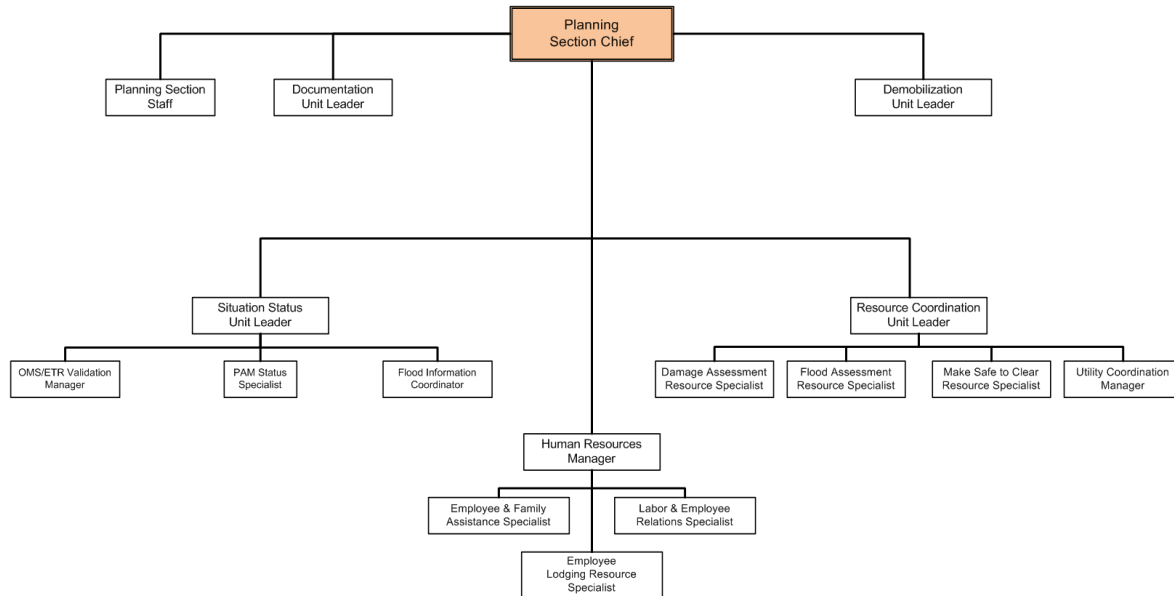 Planning
Section Chief
Planning Section
Staff
Documentation
Unit Leader
Demobilization
Unit Leader
Situation Status
Unit Leader
Resource Coordination
Unit Leader
OMS/ETR Validation
Manager
PAM Status
Specialist
Flood Information
Coordinator
Damage Assessment
Resource Specialist
Flood Assessment
Resource Specialist
Make Safe to Clear
Resource Specialist
Utility Coordination
Manager
Human Resources
Manager
Employee & Family
Assistance Specialist
Labor & Employee
Relations Specialist
Employee
Lodging Resource
Specialist